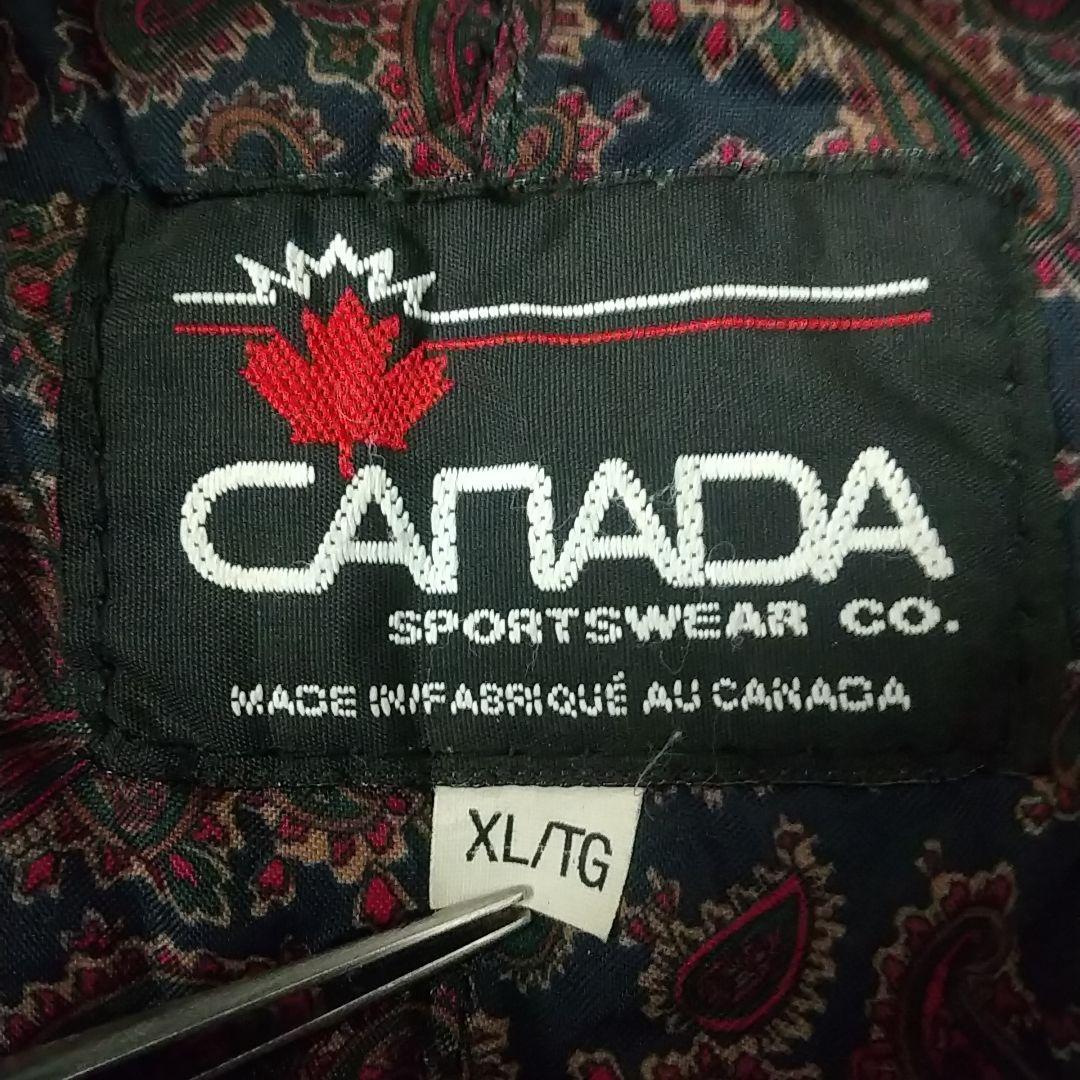 CANADA
SPORTSWEAR CO.
MADE IN/FABRIQUÉ AU CANADA
XL/TG